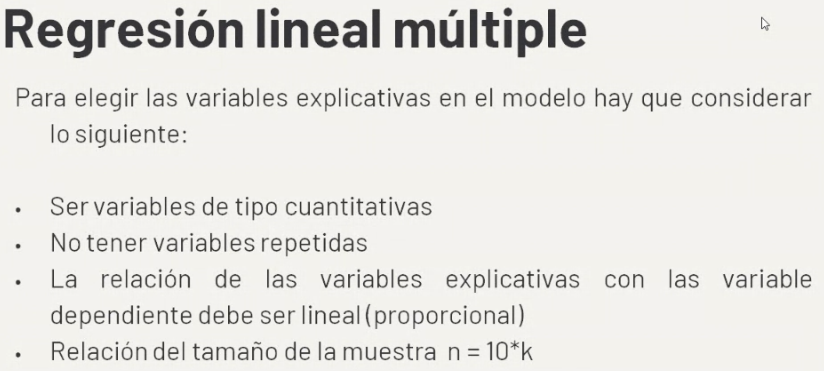 Regresión lineal múltiple
Para elegir las variables explicativas en el modelo hay que considerar
lo siguiente:
• Ser variables de tipo cuantitativas
• No tener variables repetidas
• La relación de las variables explicativas con las variable
dependiente debe ser lineal (proporcional)
• Relación del tamaño de la muestra n = 10*k